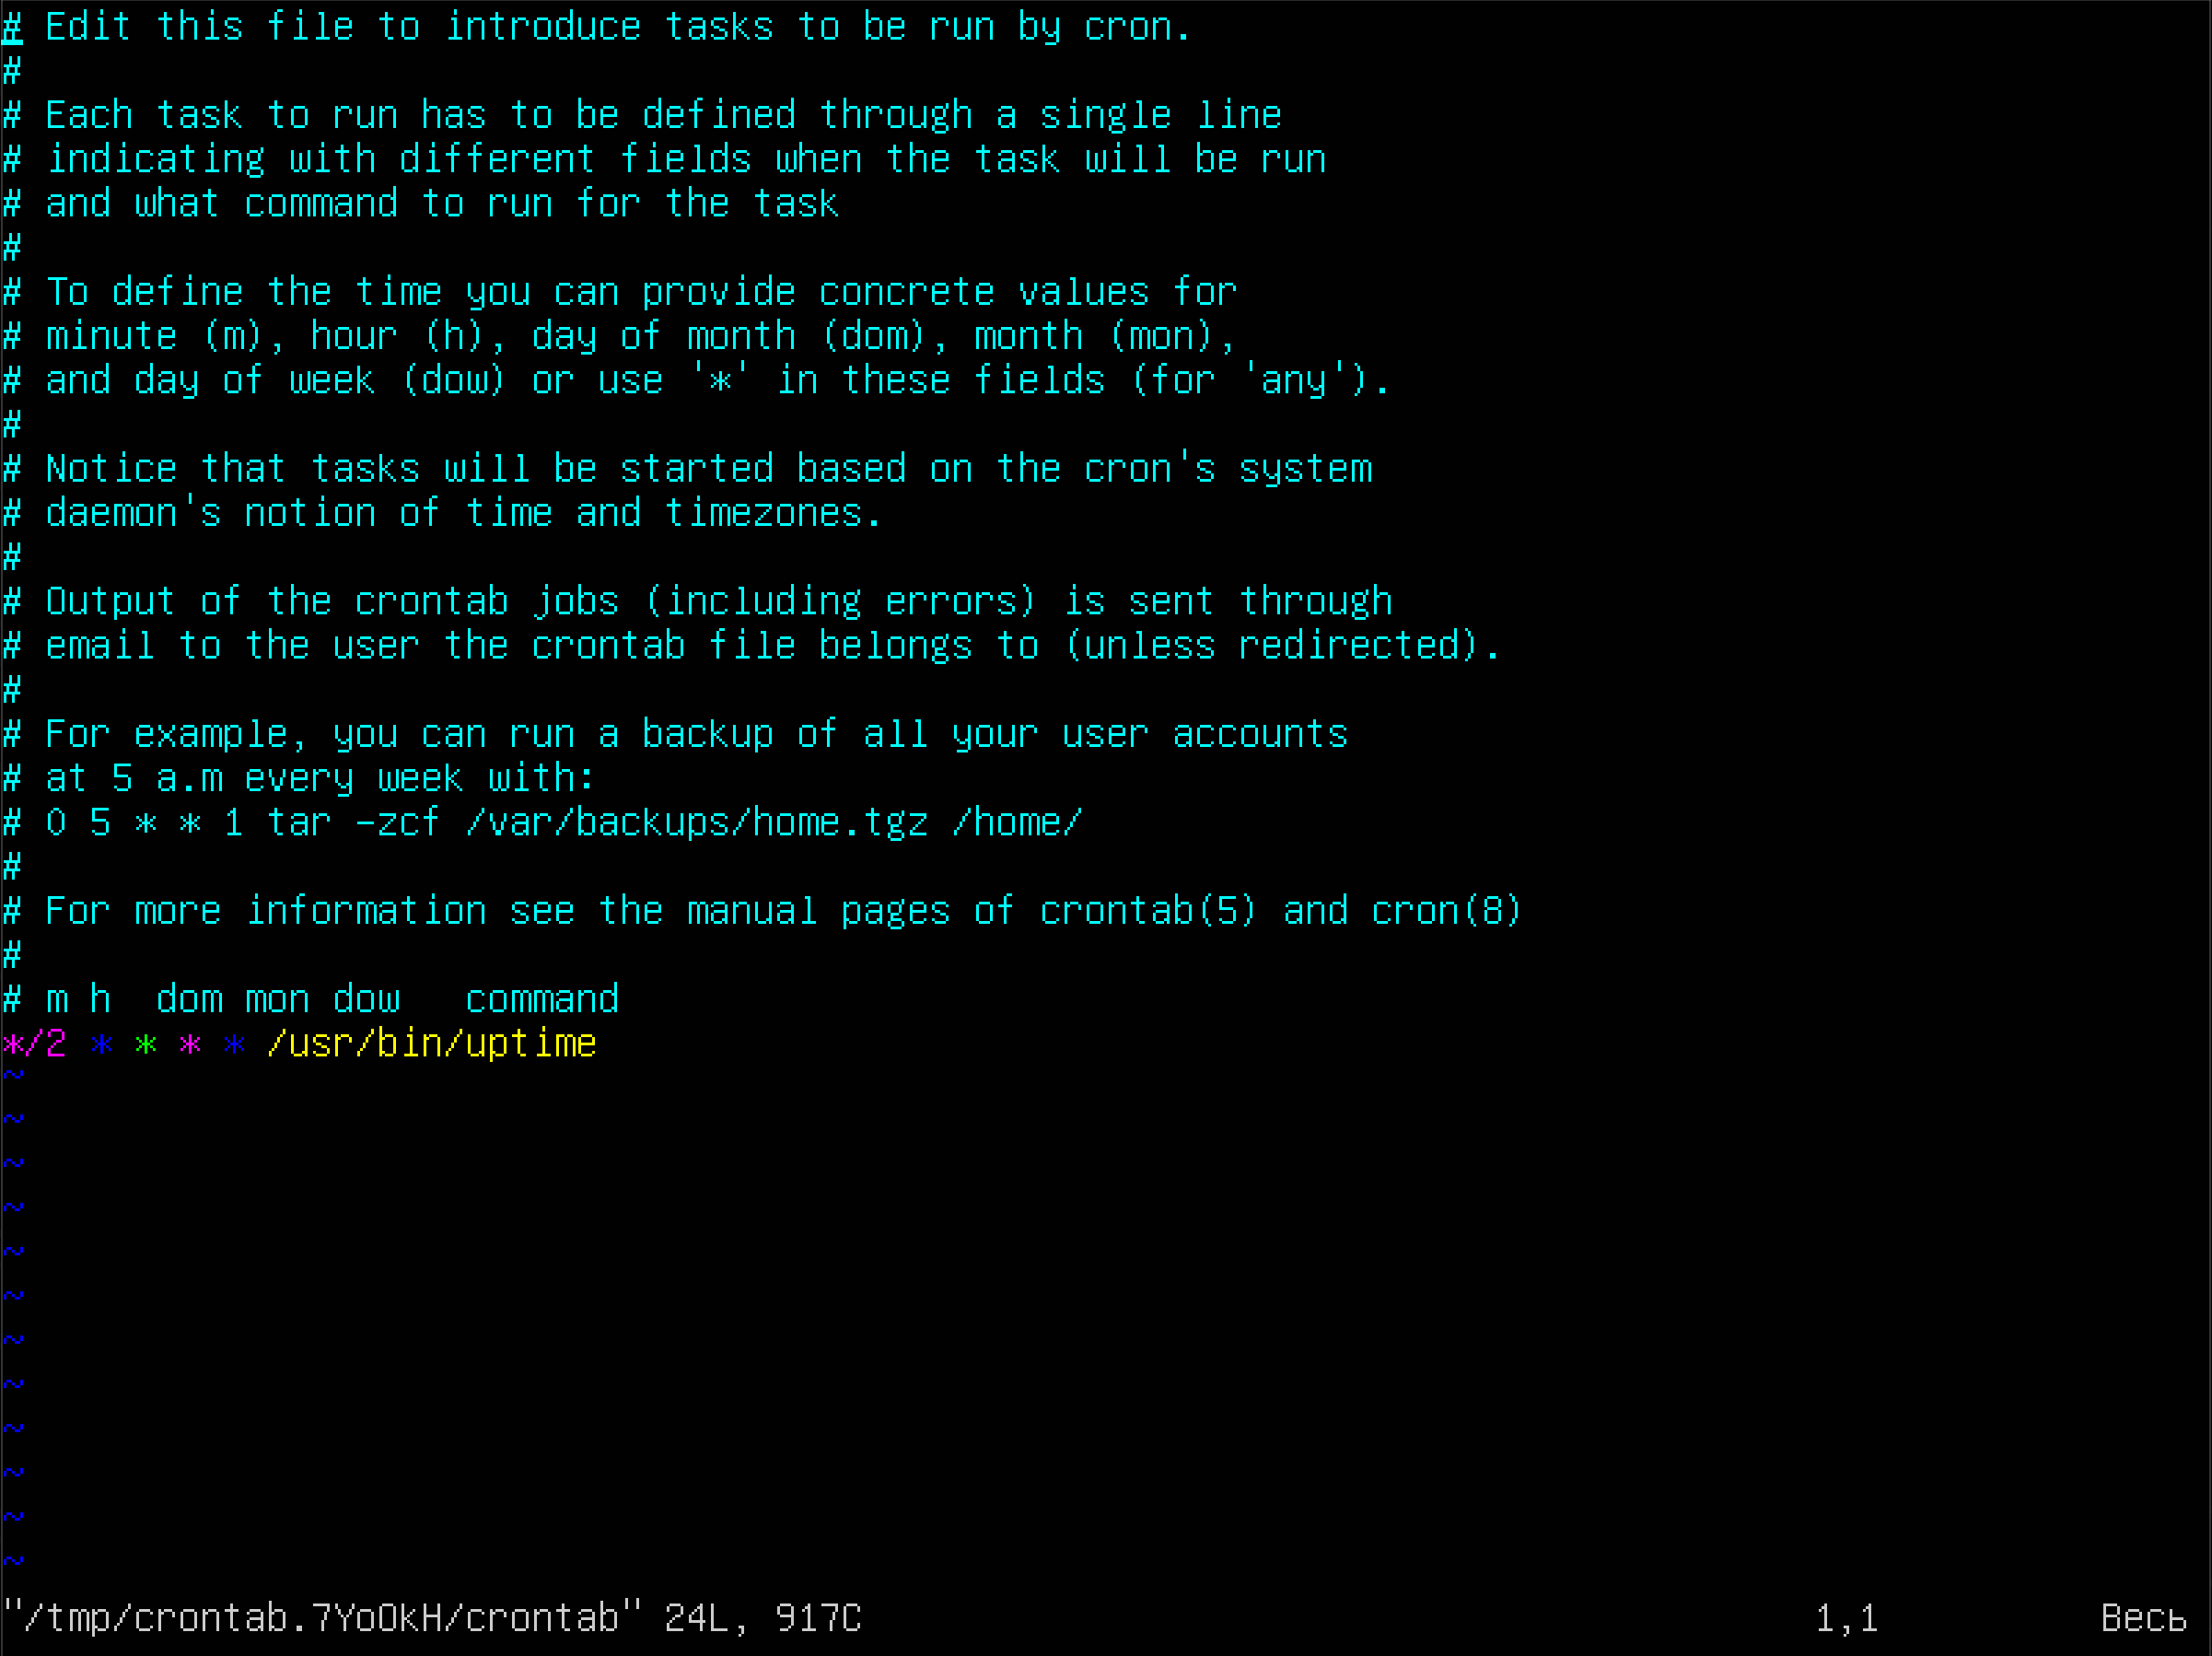 # Edit this file to introduce tasks to be run by cron.
#
# Each task to run has to be defined through a single line
# indicating with different fields when the task will be run
# and what command to run for the task
#
# To define the time you can provide concrete values for
# minute (m), hour (h), day of month (dom), month (mon),
# and day of week (dow) or use '*' in these fields (for 'any').
#
# Notice that tasks will be started based on the cron's system
# daemon's notion of time and timezones.
#
# Output of the crontab jobs (including errors) is sent through
# email to the user the crontab file belongs to (unless redirected).
#
# For example, you can run a backup of all your user accounts
# at 5 a.m every week with:
# 0 5 * * 1 tar -zcf /var/backups/home.tgz /home/
#
# For more information see the manual pages of crontab(5) and cron(8)
#
# m h  dom mon dow   command
*/2 * * * * /usr/bin/uptime
~
~
~
~
~
~
~
~
~
~
~
~
"/tmp/crontab.7YoOkH/crontab" 24L, 917C 1,1 Весь